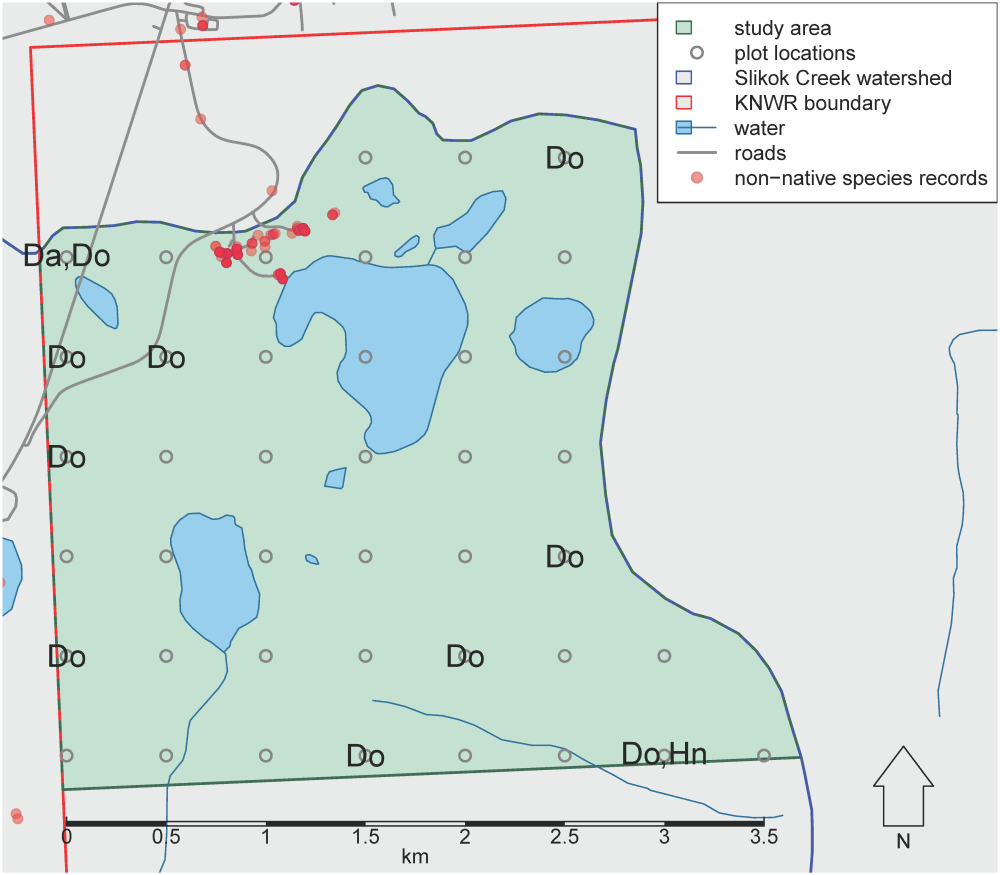 study area
plot locations
Slikok Creek watershed
KNWR boundary
water
roads
non−native species records
Do
Da,Do
Do Do
Do
Do
Do Do
Do Do,Hn
0 0.5 1 1.5 2 2.5 3 3.5
km
N